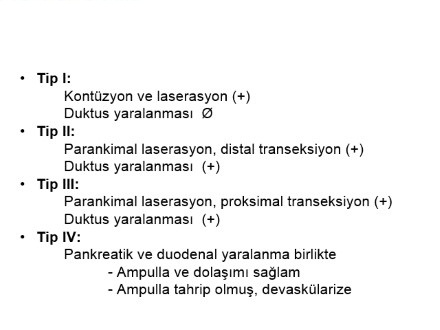 • Tip I:
Kontüzyon ve laserasyon (+)
Duktus yaralanması Ø
• Tip II:
Parankimal laserasyon, distal transeksiyon (+)
Duktus yaralanması (+)
• Tip III:
Parankimal laserasyon, proksimal transeksiyon (+)
Duktus yaralanması (+)
• Tip IV:
Pankreatik ve duodenal yaralanma birlikte
- Ampulla ve dolaşımı sağlam
- Ampulla tahrip olmuş, devaskülarize